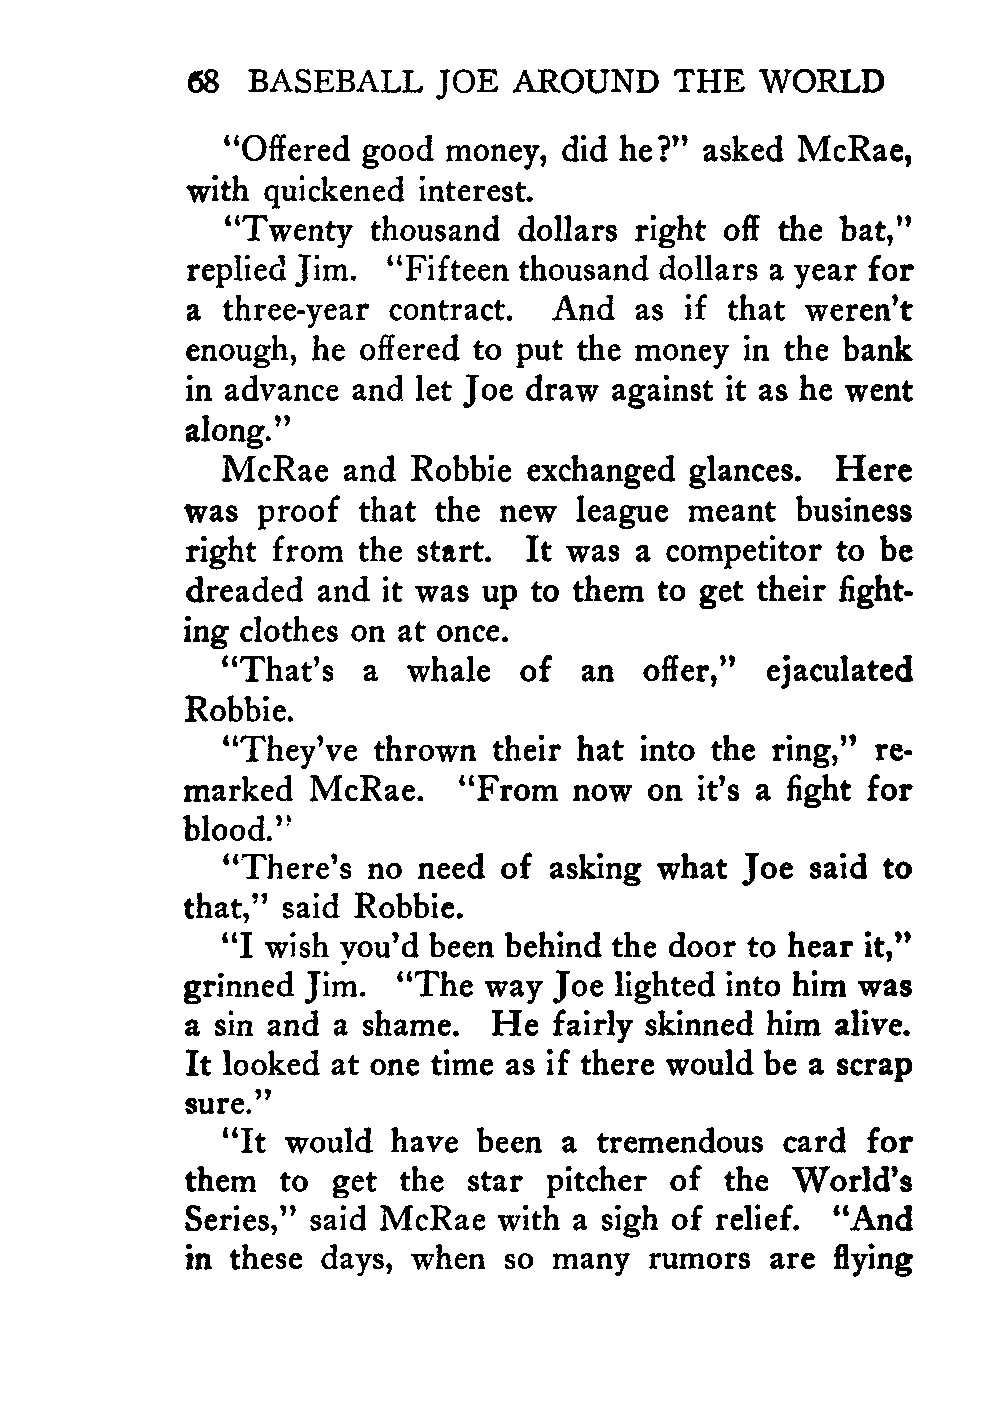 68 BASEBALL JOE AROUND THE WORLD
"Offered good money, did he?" asked McRae,
with quickened interest.
"Twenty thousand dollars right off the bat,"
replied Jim. "Fifteen thousand dollars a year for
a three-year contract. And as if that weren't
enough, he offered to put the money in the bank
in advance and let Joe draw against it as he went
along."
McRae and Robbie exchanged glances. Here
was proof that the new league meant business
right from the start. It was a competitor to be
dreaded and it was up to them to get their fight-
ing clothes on at once.
"That's a whale of an offer," ejaculated
Robbie.
"They've thrown their hat into the ring," re-
marked McRae. "From now on it's a fight for
blood."
"There's no need of asking what Joe said to
that," said Robbie.
"I wish you'd been behind the door to hear it,"
grinned Jim. "The way Joe lighted into him was
a sin and a shame. He fairly skinned him alive.
It looked at one time as if there would be a scrap
sure."
"It would have been a tremendous card for
them to get the star pitcher of the World's
Series," said McRae with a sigh of relief. "And
in these days, when so many rumors are flying